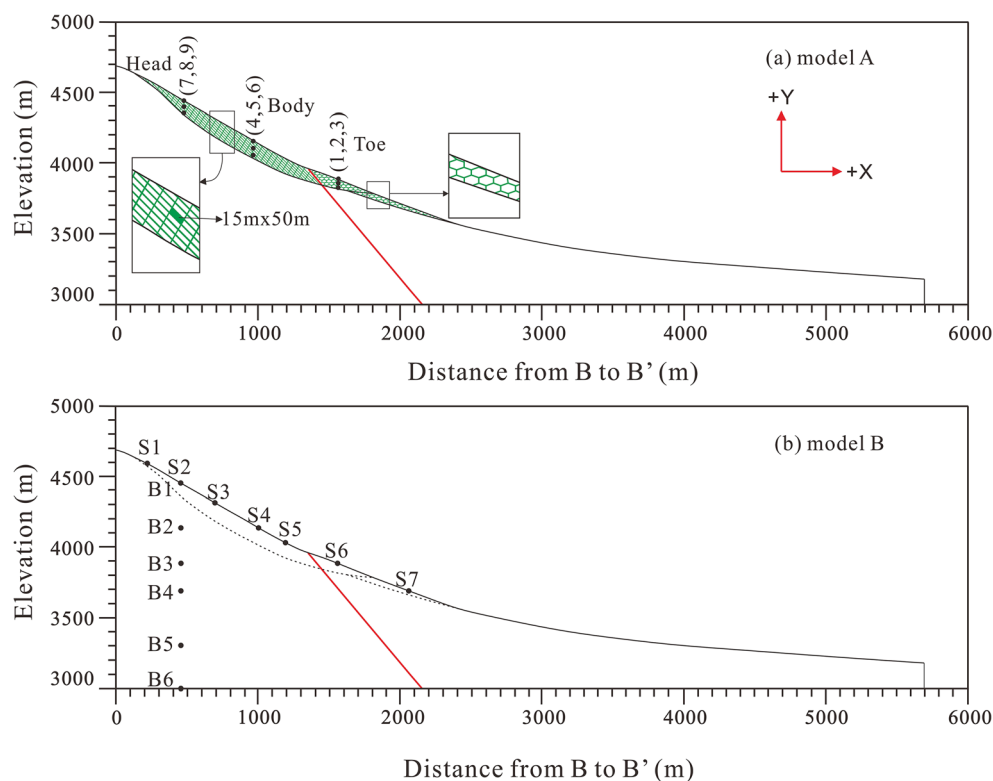 5000
4500
4000
3500
3000
Elevation (m)
Head
(7,8,9)
(4,5,6)
Body
(1,2,3)
Toe
(a) model A
+Y
+X
15mx50m
0
1000
2000
3000
4000
5000
6000
Distance from B to B’ (m)
5000
4500
4000
3500
3000
Elevation (m)
(b) model B
S1
S2
B1
S3
B2
S4
S5
B3
S6
B4
S7
B5
B6
0
1000
2000
3000
4000
5000
6000
Distance from B to B’ (m)